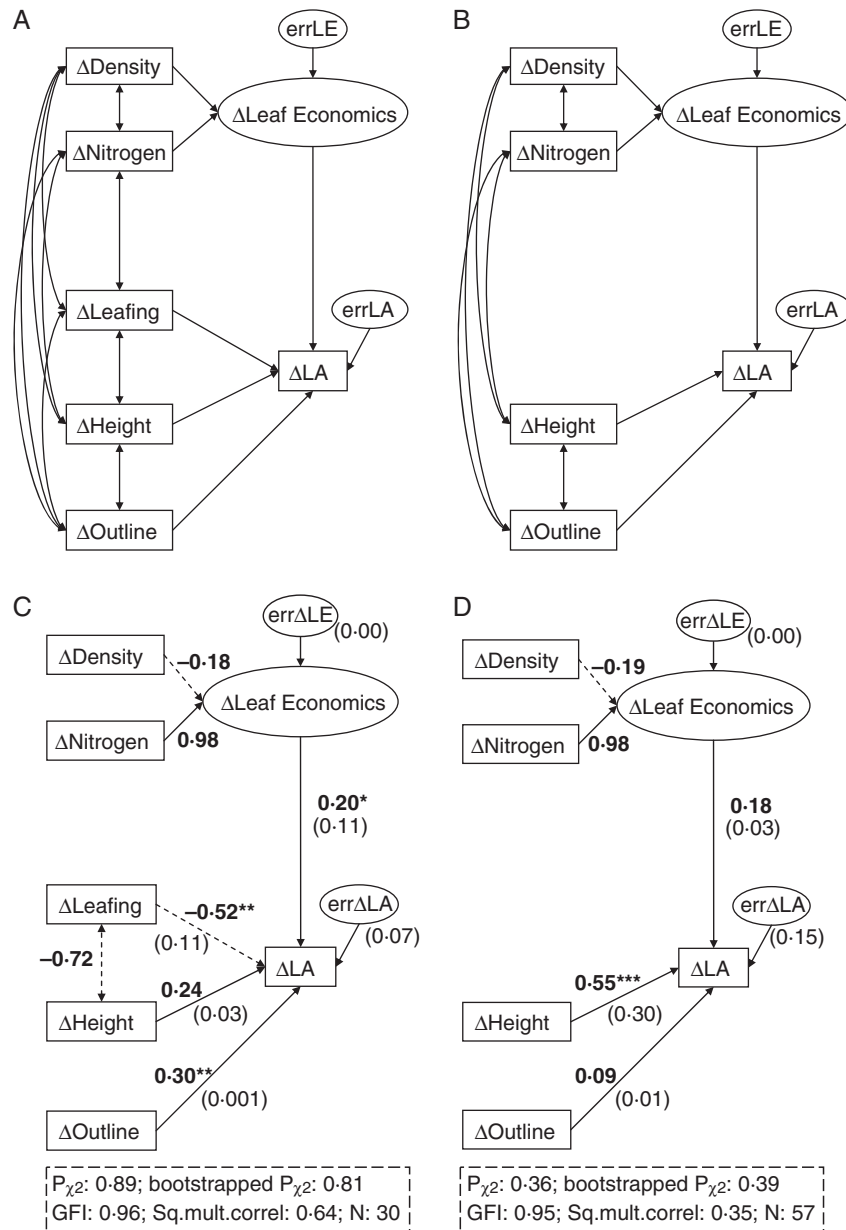 A
errLE
ΔDensity
ΔLeaf Economics
ΔNitrogen
ΔLeafing
errLA
ΔLA
ΔHeight
ΔOutline
B
errLE
ΔDensity
ΔLeaf Economics
ΔNitrogen
errLA
ΔLA
ΔHeight
ΔOutline
C
errΔLE
(0·00)
ΔDensity
–0·18
ΔLeaf Economics
ΔNitrogen
0·98
0·20*
(0·11)
ΔLeafing
–0·52**
(0·11)
errΔLA
(0·07)
–0·72
ΔLA
0·24
(0·03)
ΔHeight
0·30**
(0·001)
ΔOutline
Pχ2: 0·89; bootstrapped Pχ2: 0·81
GFI: 0·96; Sq.mult.correl: 0·64; N: 30
D
errΔLE
(0·00)
ΔDensity
–0·19
ΔLeaf Economics
ΔNitrogen
0·98
0·18
(0·03)
errΔLA
(0·15)
ΔLA
0·55***
(0·30)
ΔHeight
0·09
(0·01)
ΔOutline
Pχ2: 0·36; bootstrapped Pχ2: 0·39
GFI: 0·95; Sq.mult.correl: 0·35; N: 57